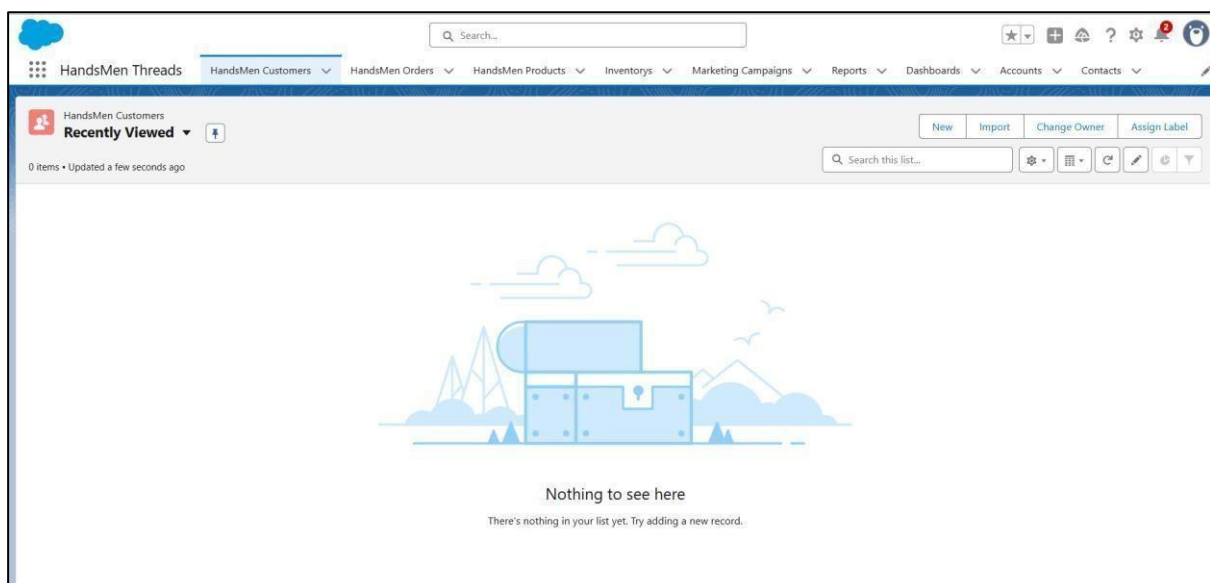 Search...
2
HandsMen Threads HandsMen Customers HandsMen Orders HandsMen Products Inventorys Marketing Campaigns Reports Dashboards Accounts Contacts
HandsMen Customers
Recently Viewed
New Import Change Owner Assign Label
0 items • Updated a few seconds ago
Search this list...
Nothing to see here
There's nothing in your list yet. Try adding a new record.